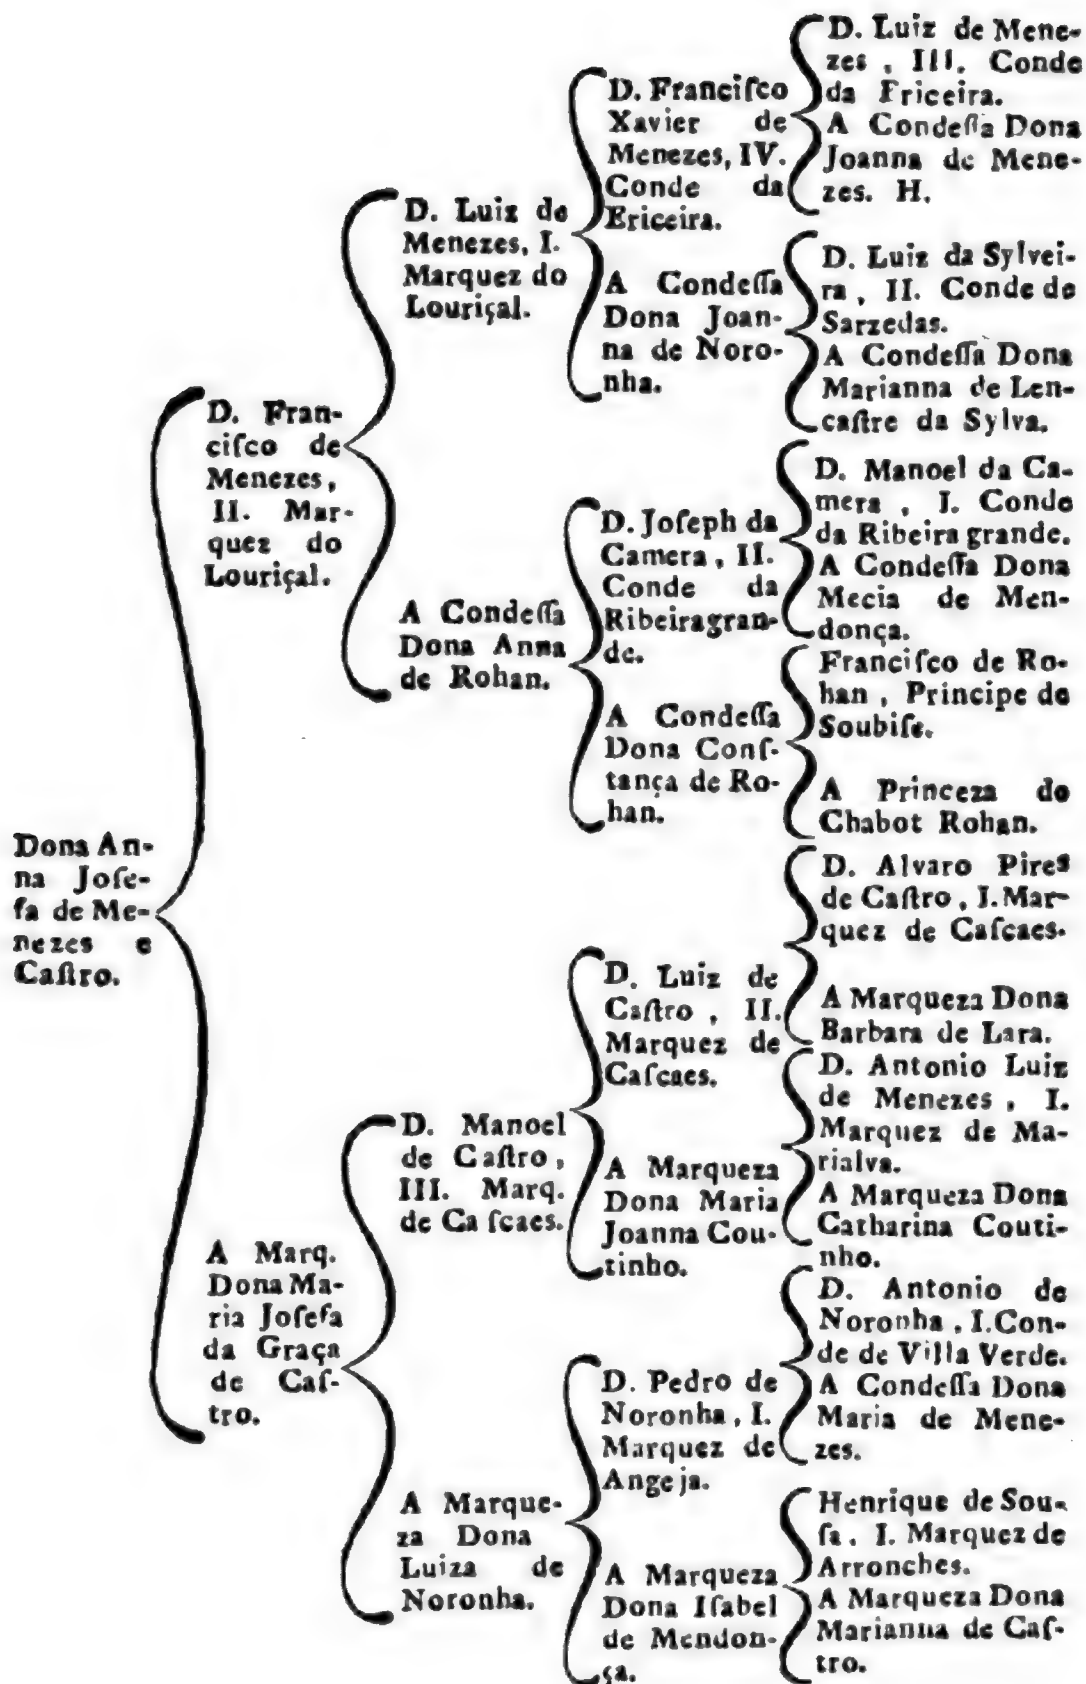 Dona An-
na Joſe-
fa de Me-
nezes e
Caſtro.
D. Fran-
ciſco de
Menezes,
II. Mar-
quez do
Louriçal.
A Marq.
Dona Ma-
ria Joſefa
da Graça
de Caſ-
tro.
D. Luiz de
Menezes, I.
Marquez do
Louriçal.
A Condeſſa
Dona Anna
de Rohan.
D. Manoel
de Caſtro,
III. Marq.
de Ca ſcaes.
A Marque-
za Dona
Luiza de
Noronha.
D. Franciſco
Xavier de
Menezes, IV.
Conde da
Ericeira.
A Condeſſa
Dona Joan-
na de Noro-
nha.
D. Joſeph da
Camera, II.
Conde da
Ribeiragran-
de.
A Condeſſa
Dona Conſ-
tança de Ro-
han.
D. Luiz de
Caſtro, II.
Marquez de
Caſcaes.
A Marqueza
Dona Maria
Joanna Cou-
tinho.
D. Pedro de
Noronha, I.
Marquez de
Angeja.
A Marqueza
Dona Iſabel
de Mendon-
ça.
D. Luiz de Mene-
zes, III. Conde
da Friceira.
A Condeſſa Dona
Joanna de Mene-
zes. H.
D. Luiz da Sylvei-
ra, II. Conde de
Sarzedas.
A Condeſſa Dona
Marianna de Len-
caſtre da Sylva.
D. Manoel da Ca-
mera, I. Conde
da Ribeira grande.
A Condeſſa Dona
Mecia de Men-
donça.
Franciſco de Ro-
han, Principe de
Soubiſe.
A Princeza de
Chabot Rohan.
D. Alvaro Pires
de Caſtro, I. Mar-
quez de Caſcaes.
A Marqueza Dona
Barbara de Lara.
D. Antonio Luiz
de Menezes, I.
Marquez de Ma-
rialva.
A Marqueza Dona
Catharina Couti-
nho.
D. Antonio de
Noronha, I. Con-
de de Villa Verde.
A Condeſſa Dona
Maria de Mene-
zes.
Henrique de Sou-
ſa, I. Marquez de
Arronches.
A Marqueza Dona
Marianna de Caſ-
tro.